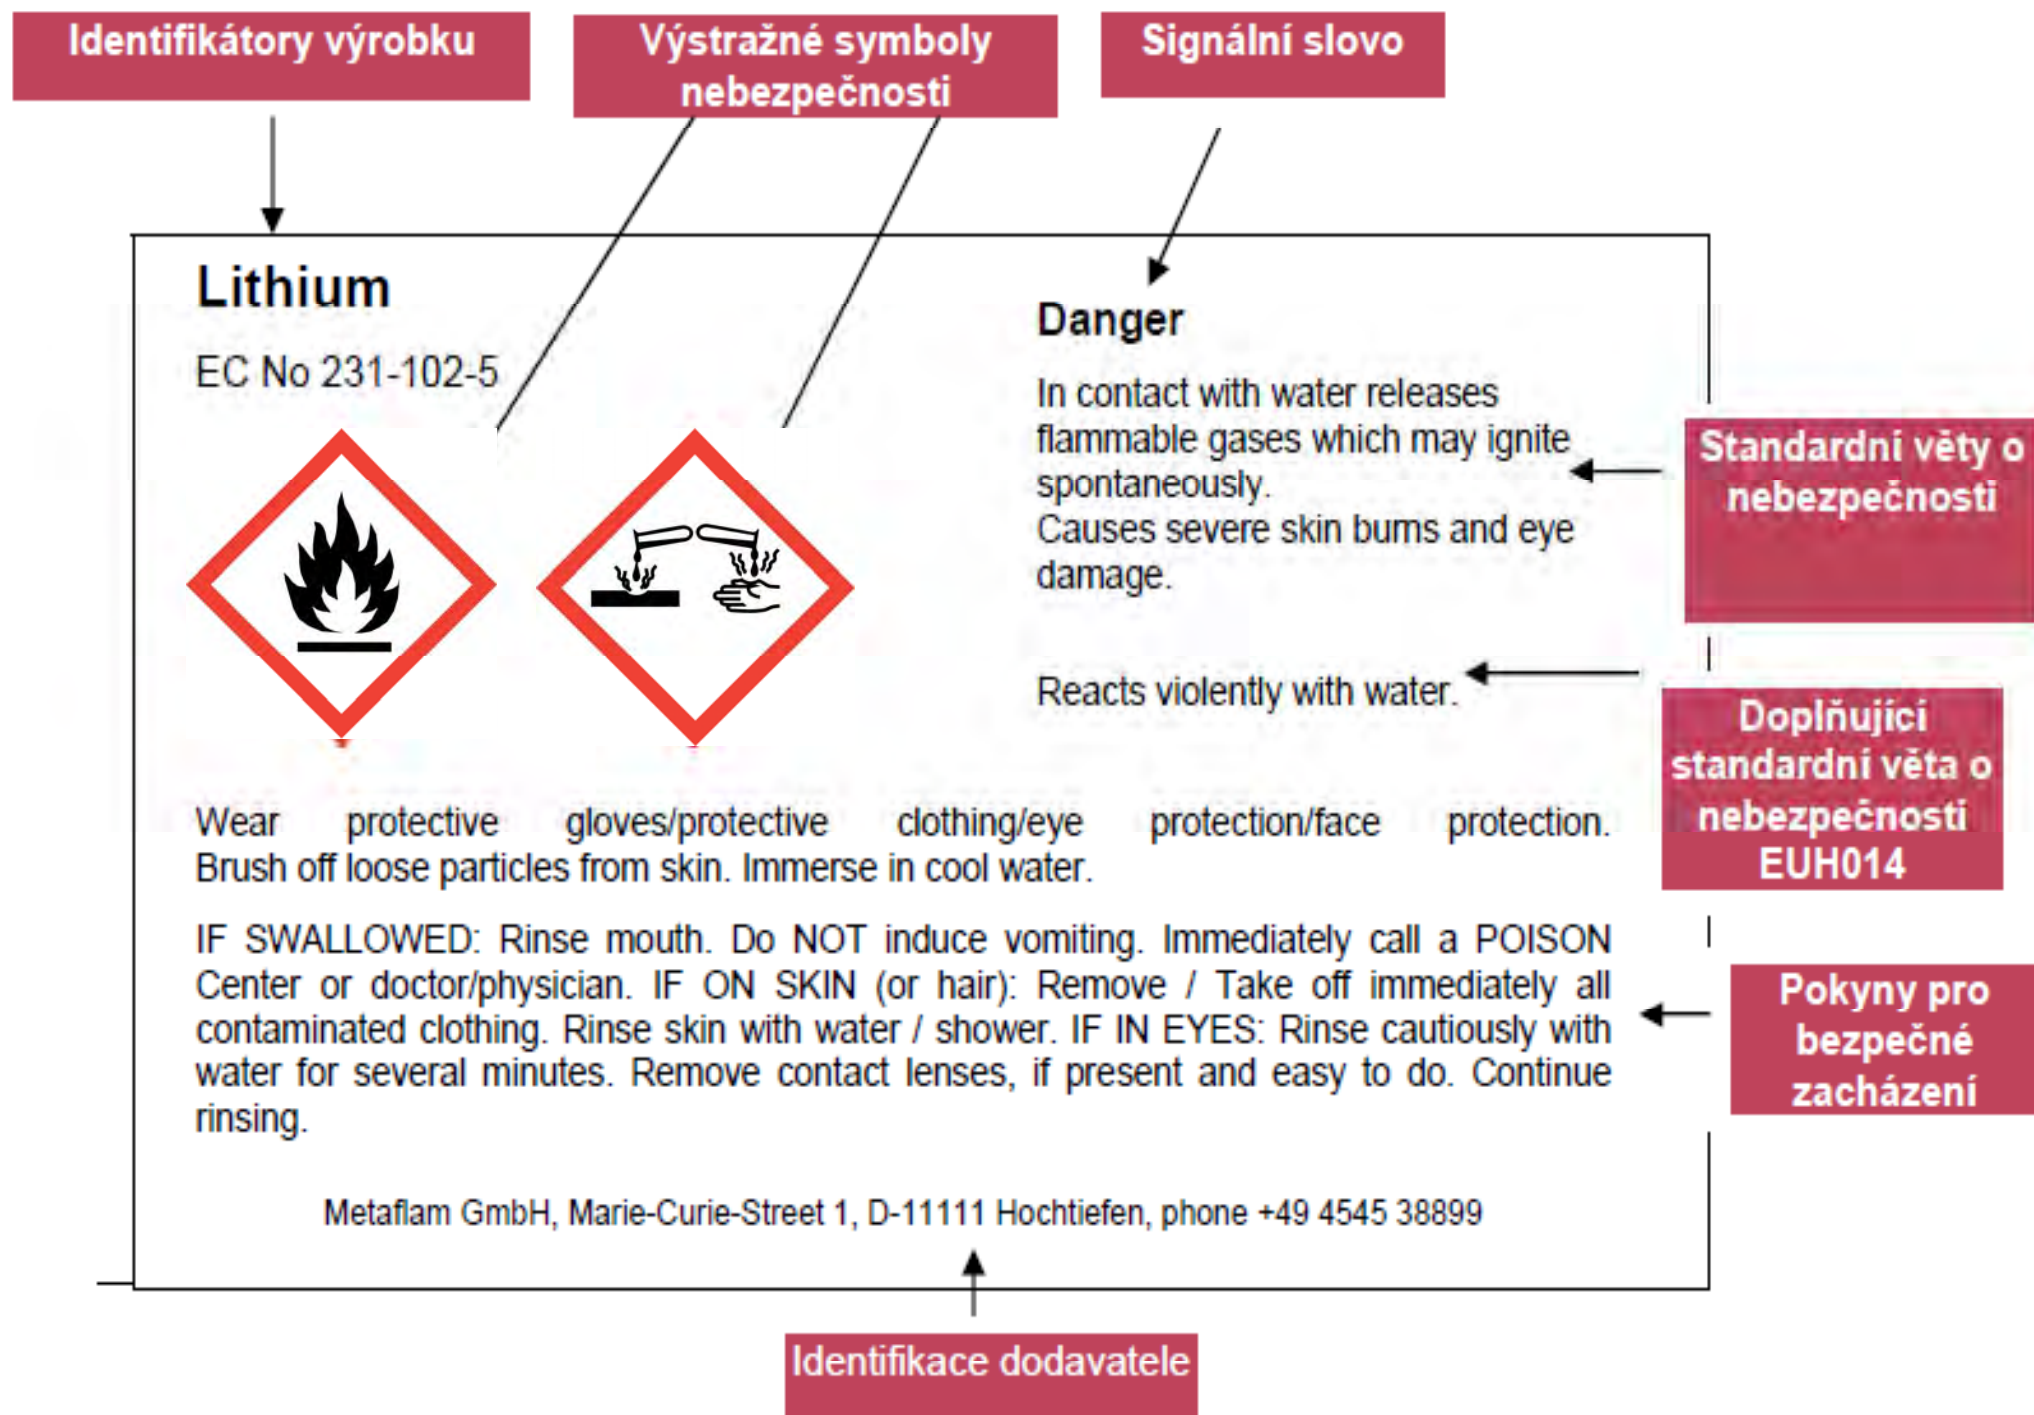 Identifikátory výrobku
Výstražné symboly
nebezpečnosti
Signální slovo
Lithium
EC No 231-102-5
Danger
In contact with water releases
flammable gases which may ignite
spontaneously.
Causes severe skin burns and eye
damage.
Standardní věty o
nebezpečnosti
Reacts violently with water.
Doplňující
standardní věta o
nebezpečnosti
EUH014
Wear protective gloves/protective clothing/eye protection/face protection.
Brush off loose particles from skin. Immerse in cool water.
IF SWALLOWED: Rinse mouth. Do NOT induce vomiting. Immediately call a POISON
Center or doctor/physician. IF ON SKIN (or hair): Remove / Take off immediately all
contaminated clothing. Rinse skin with water / shower. IF IN EYES: Rinse cautiously with
water for several minutes. Remove contact lenses, if present and easy to do. Continue
rinsing.
Pokyny pro
bezpečné
zacházení
Metaflam GmbH, Marie-Curie-Street 1, D-11111 Hochtiefen, phone +49 4545 38899
Identifikace dodavatele